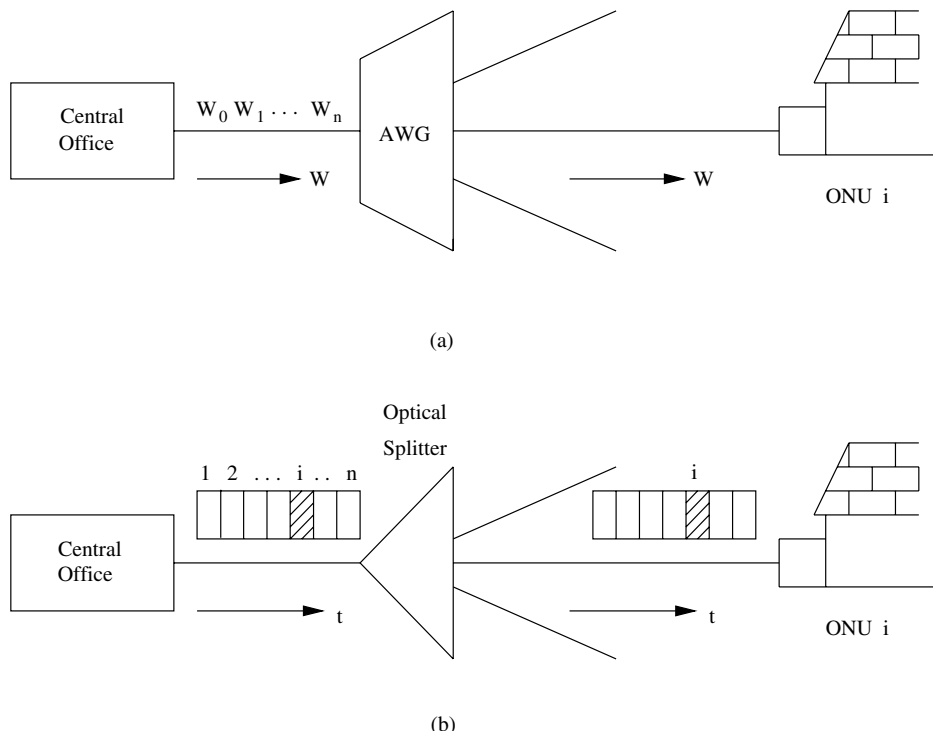 Central
Office
W0 W1 . . . Wn
W
AWG
W
ONU i
(a)
Optical
Splitter
1 2 . . . i . . n
i
Central
Office
t
t
ONU i
(b)